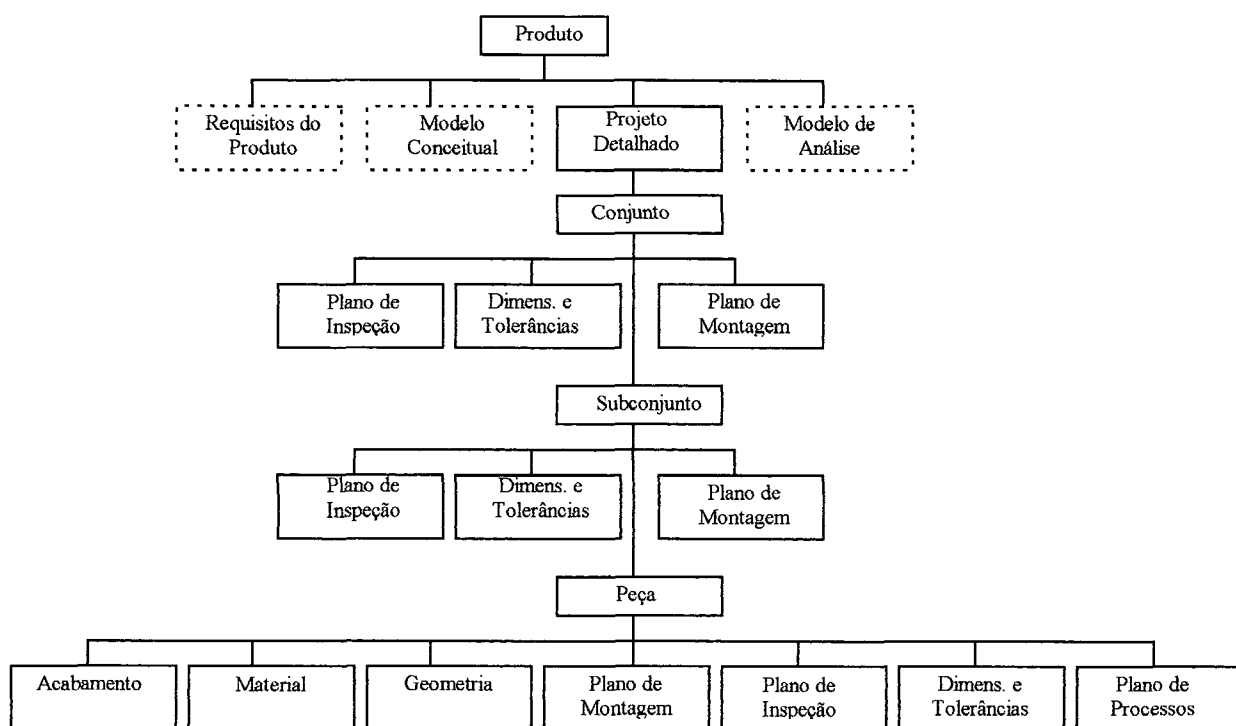 Produto
Requisitos do
Produto
Modelo
Conceitual
Projeto
Detalhado
Modelo de
Análise
Conjunto
Plano de
Inspeção
Dimens. e
Tolerâncias
Plano de
Montagem
Subconjunto
Plano de
Inspeção
Dimens. e
Tolerâncias
Plano de
Montagem
Peça
Acabamento
Material
Geometria
Plano de
Montagem
Plano de
Inspeção
Dimens. e
Tolerâncias
Plano de
Processos